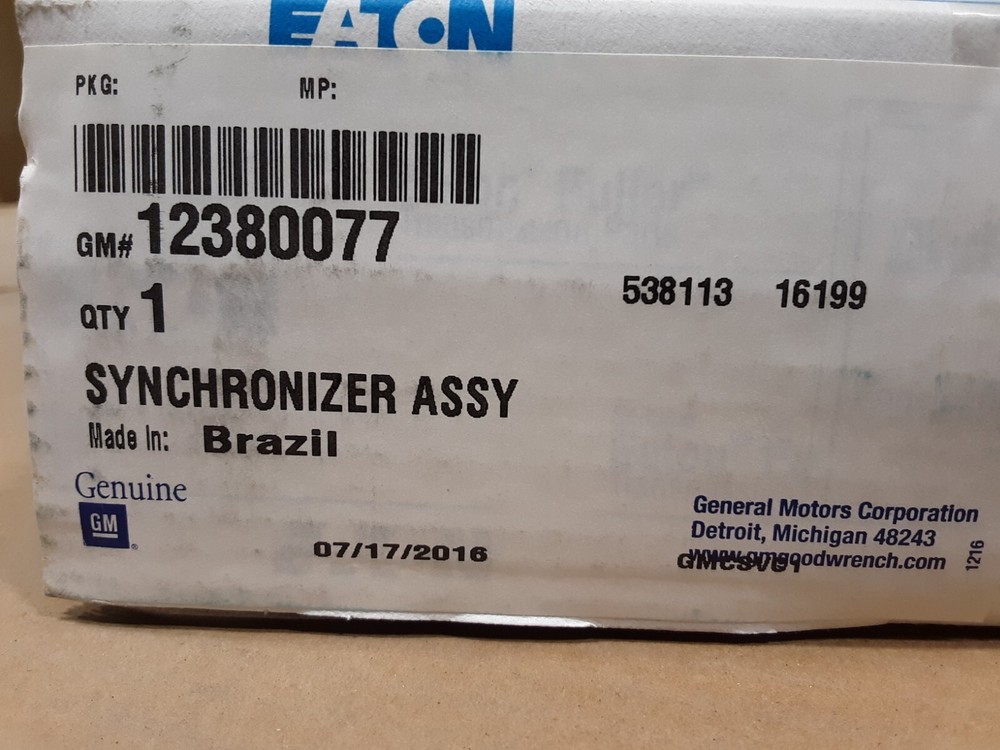 EATON
PKG: MP:
GM# 12380077
538113 16199
QTY 1
SYNCHRONIZER ASSY
Made In: Brazil
Genuine
GM
General Motors Corporation
Detroit, Michigan 48243
www.gmgoodwrench.com
07/17/2016
1216